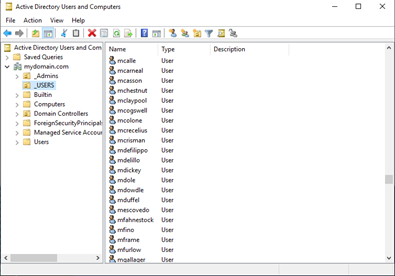 Active Directory Users and Computers
File Action View Help
Active Directory Users and Comp
Saved Queries
mydomain.com
_Admins
_USERS
Builtin
Computers
Domain Controllers
ForeignSecurityPrincipals
Managed Service Accou
Users
Name Type Description
mcalle User
mcarneal User
mcasson User
mchestnut User
mclaypool User
mcogswell User
mcolone User
mcrecelius User
mcrisman User
mdefilippo User
mdelillo User
mdickey User
mdole User
mdowdle User
mduffel User
mescovedo User
mfahnestock User
mfino User
mframe User
mfurlow User
mgallager User